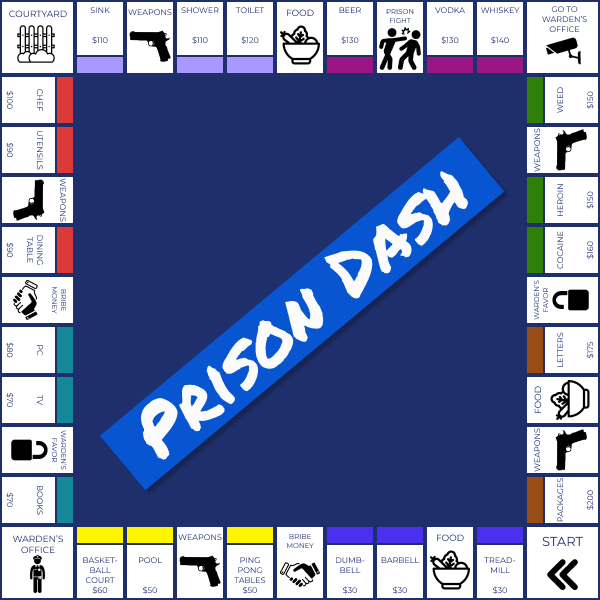 COURTYARD
SINK
$110
WEAPONS
SHOWER
$110
TOILET
$120
FOOD
BEER
$130
PRISON
FIGHT
VODKA
$130
WHISKEY
$140
GO TO
WARDEN'S
OFFICE
WEED
$150
WEAPONS
HEROIN
$150
COCAINE
$160
WARDEN'S
FAVOR
LETTERS
$175
FOOD
WEAPONS
PACKAGES
$200
START
TREAD-
MILL
$30
FOOD
BARBELL
$30
DUMB-
BELL
$30
BRIBE
MONEY
PING
PONG
TABLES
$50
WEAPONS
POOL
$50
BASKET-
BALL
COURT
$60
WARDEN'S
OFFICE
BOOKS
$70
WARDEN'S
FAVOR
TV
$70
PC
$80
BRIBE
MONEY
DINING
TABLE
$90
WEAPONS
UTENSILS
$90
CHEF
$100
PRISON DASH